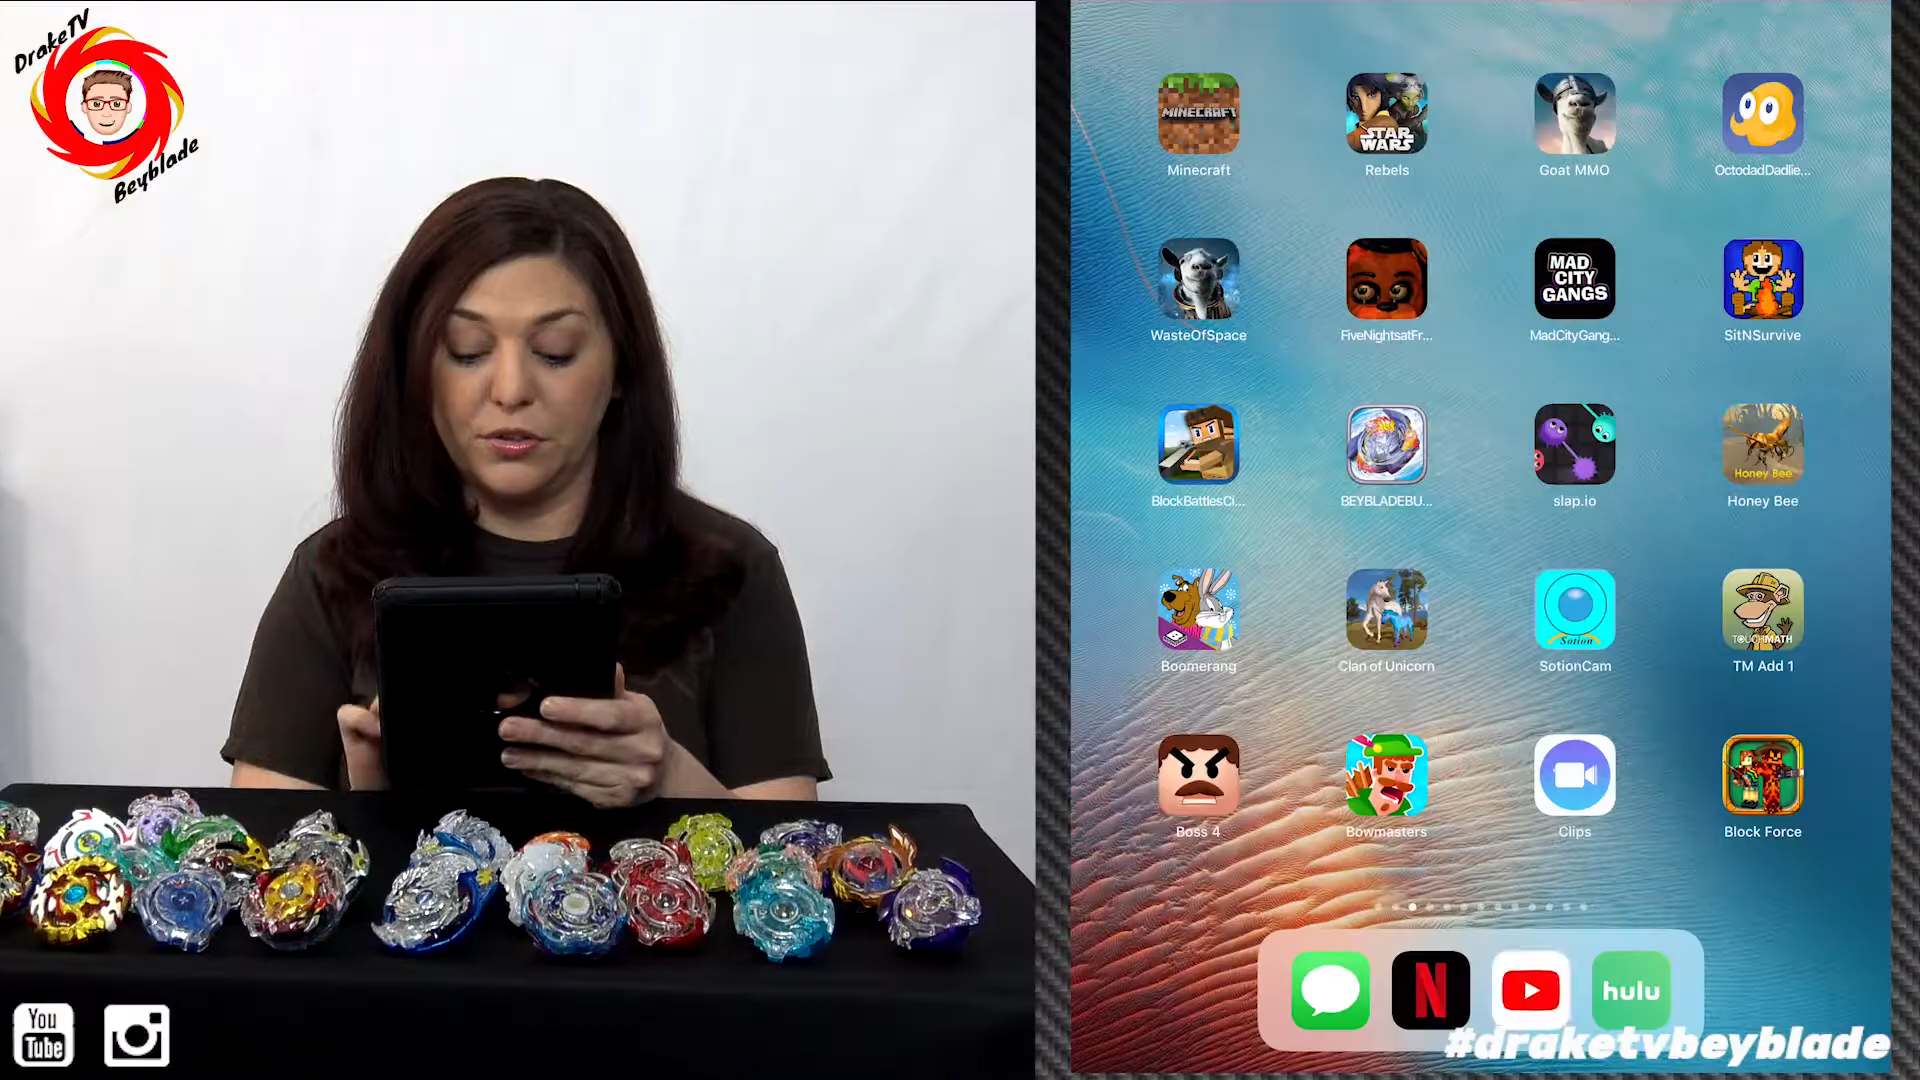 DrakeTV
Beyblade
MINECRAFT
STAR
WARS
Minecraft
Rebels
Goat MMO
OctodadDadlie...
MAD
CITY
GANGS
WasteOfSpace
FiveNightsatFr...
MadCityGang...
SitNSurvive
Honey Bee
BlockBattlesCi...
BEYBLADEBU...
slap.io
Honey Bee
Sotion
TOUCHMATH
Boomerang
Clan of Unicorn
SotionCam
TM Add 1
Boss 4
Bowmasters
Clips
Block Force
N
hulu
You
Tube
#draketvbeyblade